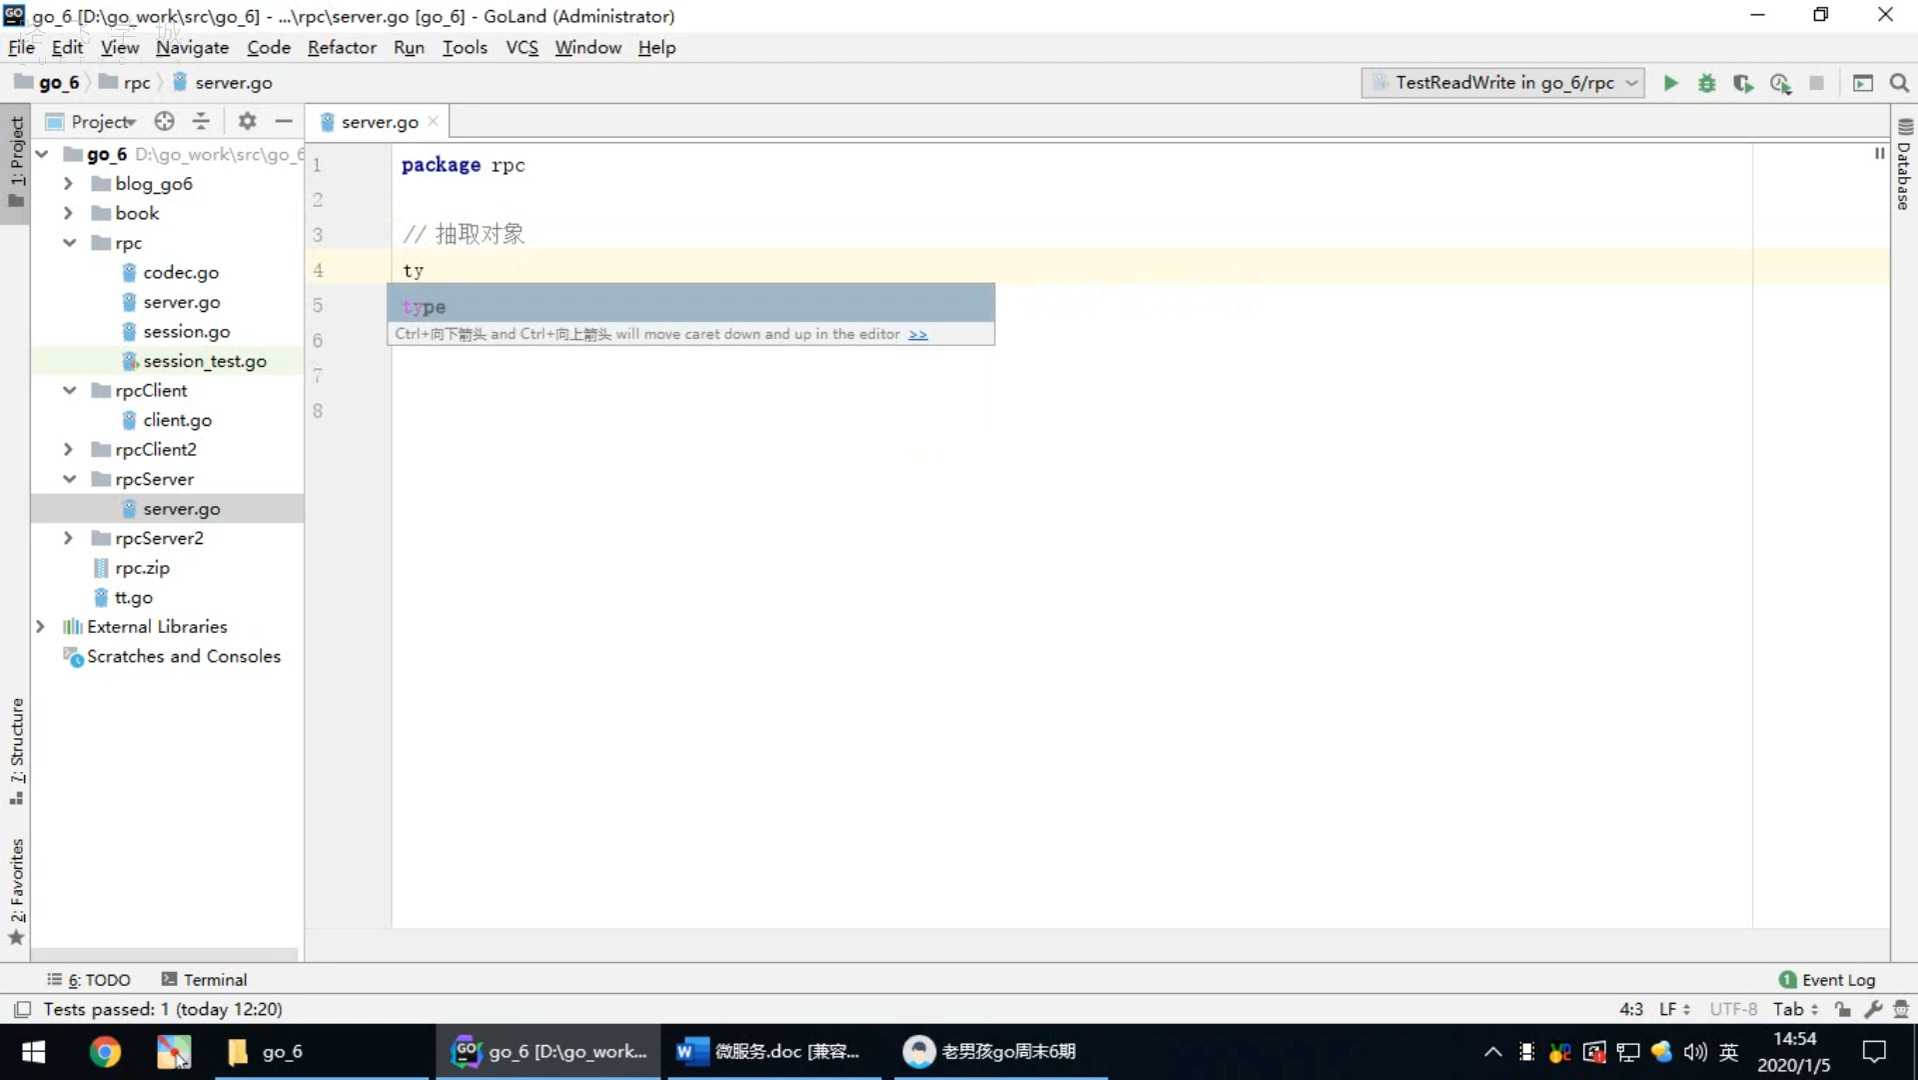 go_6 [D:\go_work\src\go_6] - ...\rpc\server.go [go_6] - GoLand (Administrator)
File Edit View Navigate Code Refactor Run Tools VCS Window Help
go_6 rpc server.go TestReadWrite in go_6/rpc
1: Project
Project
server.go
Database
go_6 D:\go_work\src\go_6
blog_go6
book
rpc
codec.go
server.go
session.go
session_test.go
rpcClient
client.go
rpcClient2
rpcServer
server.go
rpcServer2
rpc.zip
tt.go
External Libraries
Scratches and Consoles
1 package rpc
2
3 // 抽取对象
4 ty
5
6
7
8
type
Ctrl+向下箭头 and Ctrl+向上箭头 will move caret down and up in the editor >>
7: Structure
2: Favorites
6: TODO Terminal 1 Event Log
Tests passed: 1 (today 12:20) 4:3 LF UTF-8 Tab
go_6 go_6 [D:\go_work... 微服务.doc [兼容... 老男孩go周末6期 英 14:54
2020/1/5